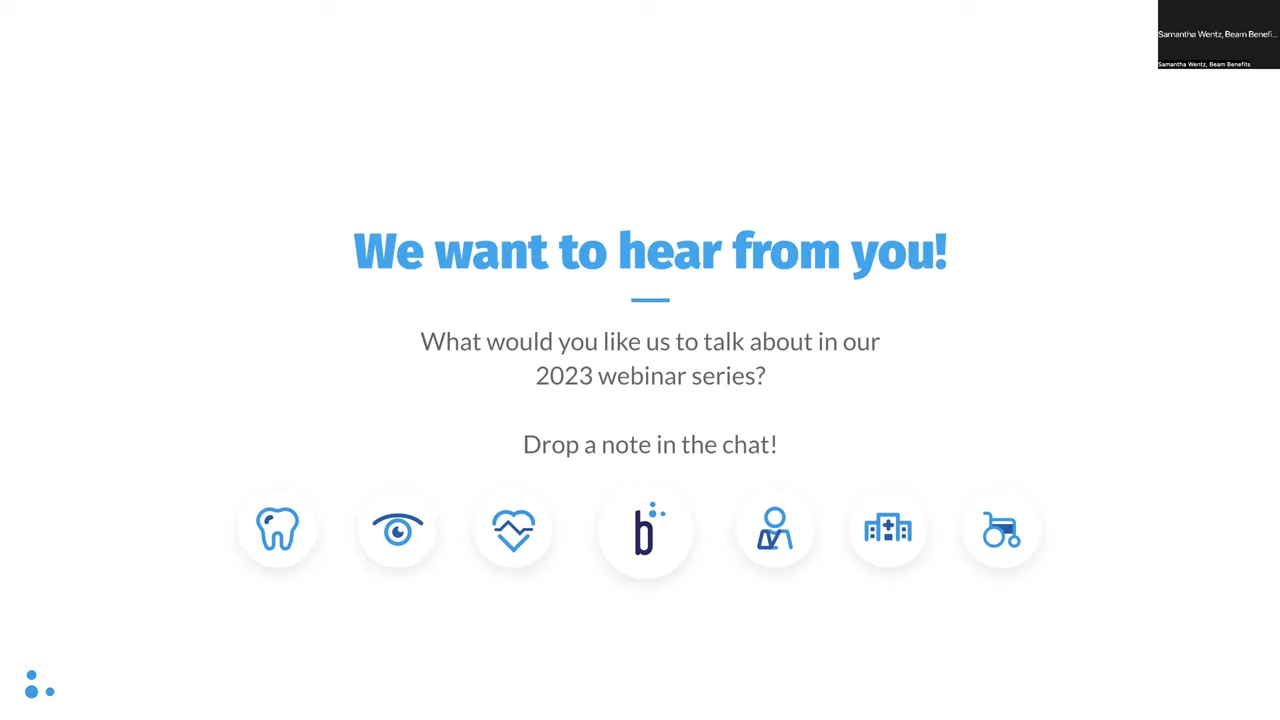 Samantha Wentz, Beam Benefi...
Samantha Wentz, Beam Benefits
We want to hear from you!
What would you like us to talk about in our
2023 webinar series?
Drop a note in the chat!
b